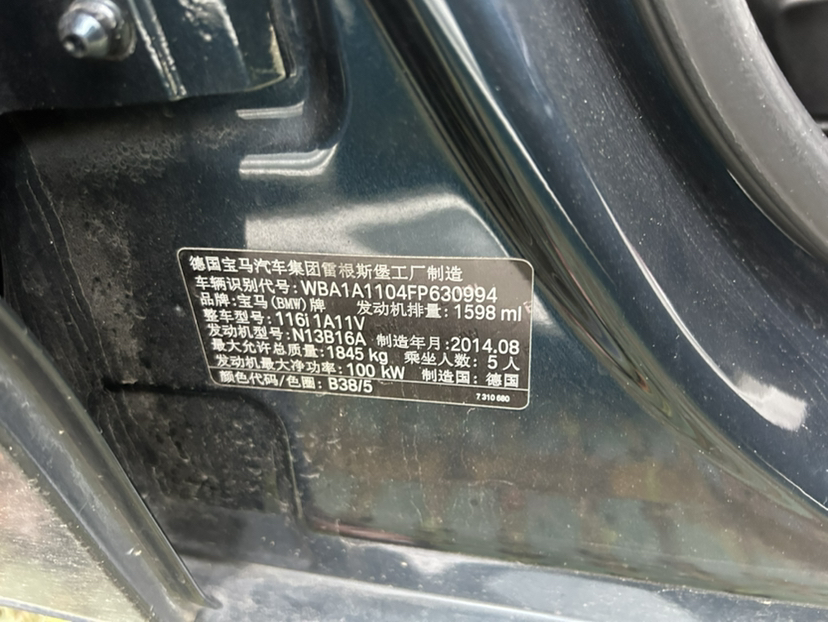 德国宝马汽车集团雷根斯堡工厂制造
车辆识别代号: WBA1A1104FP630994
品牌: 宝马(BMW)牌 发动机排量: 1598 ml
整车型号: 116i 1A11V
发动机型号: N13B16A 制造年月: 2014.08
最大允许总质量: 1845 kg 乘坐人数: 5 人
发动机最大净功率: 100 kW 制造国: 德国
颜色代码/色圈: B38/5
7 310 680